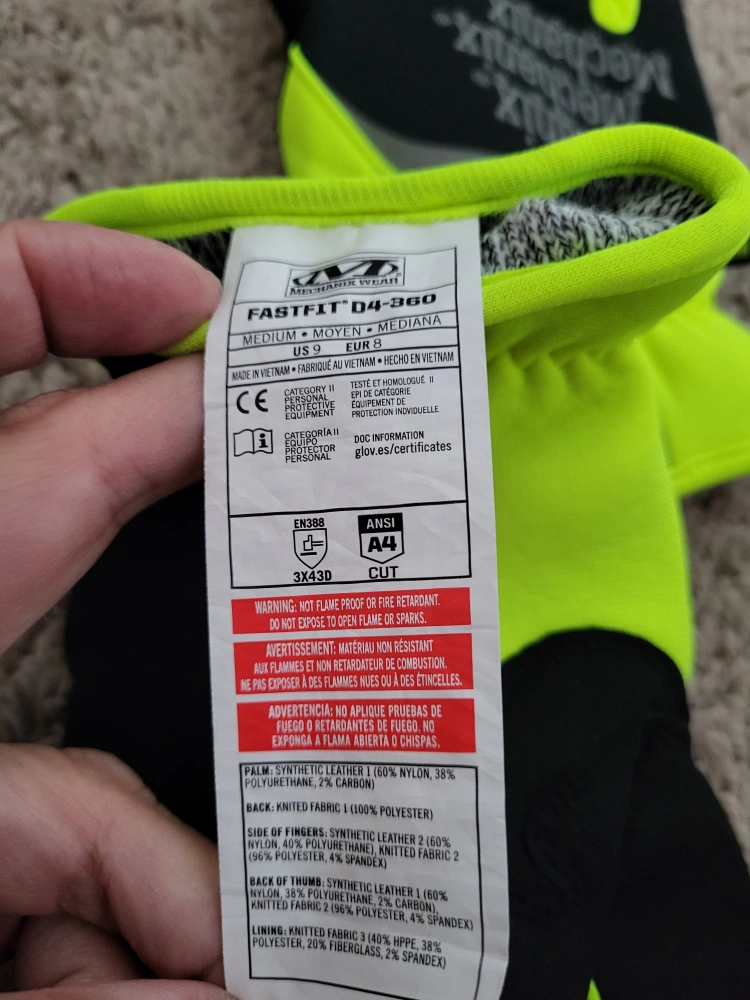 Mechanix
Mechanix.
nix.
MECHANIX WEAR
FASTFIT® D4-360
MEDIUM • MOYEN • MEDIANA
US 9 EUR 8
MADE IN VIETNAM • FABRIQUÉ AU VIETNAM • HECHO EN VIETNAM
CE
CATEGORY II
PERSONAL
PROTECTIVE
EQUIPMENT
TESTÉ ET HOMOLOGUÉ II
EPI DE CATÉGORIE
ÉQUIPEMENT DE
PROTECTION INDVIDUELLE
i
CATEGORÍA II
EQUIPO
PROTECTOR
PERSONAL
DOC INFORMATION
glov.es/certificates
EN388
3X43D
ANSI
A4
CUT
WARNING: NOT FLAME PROOF OR FIRE RETARDANT.
DO NOT EXPOSE TO OPEN FLAME OR SPARKS.
AVERTISSEMENT: MATÉRIAU NON RÉSISTANT
AUX FLAMMES ET NON RETARDATEUR DE COMBUSTION.
NE PAS EXPOSER À DES FLAMMES NUES OU À DES ÉTINCELLES.
ADVERTENCIA: NO APLIQUE PRUEBAS DE
FUEGO O RETARDANTES DE FUEGO. NO
EXPONGA A FLAMA ABIERTA O CHISPAS.
PALM: SYNTHETIC LEATHER 1 (60% NYLON, 38%
POLYURETHANE, 2% CARBON)
BACK: KNITED FABRIC 1 (100% POLYESTER)
SIDE OF FINGERS: SYNTHETIC LEATHER 2 (60%
NYLON, 40% POLYURETHANE), KNITTED FABRIC 2
(96% POLYESTER, 4% SPANDEX)
BACK OF THUMB: SYNTHETIC LEATHER 1 (60%
NYLON, 38% POLYURETHANE, 2% CARBON),
KNITTED FABRIC 2 (96% POLYESTER, 4% SPANDEX)
LINING: KNITTED FABRIC 3 (40% HPPE, 38%
POLYESTER, 20% FIBERGLASS, 2% SPANDEX)